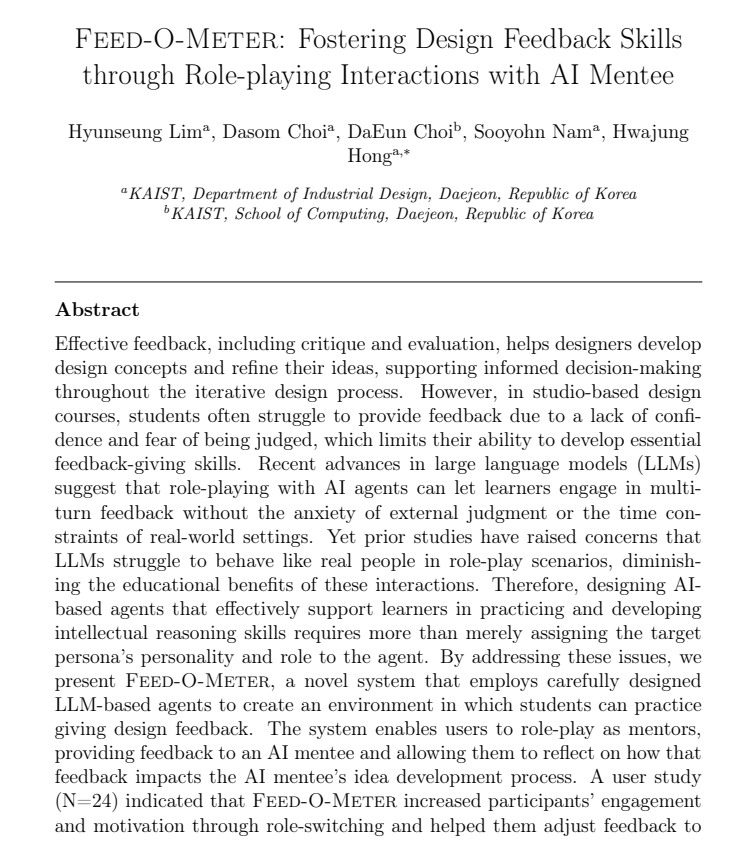 FEED-O-METER: Fostering Design Feedback Skills
through Role-playing Interactions with AI Mentee
Hyunseung Limᵃ, Dasom Choiᵃ, DaEun Choiᵇ, Sooyohn Namᵃ, Hwajung
Hongᵃ,*
ᵃKAIST, Department of Industrial Design, Daejeon, Republic of Korea
ᵇKAIST, School of Computing, Daejeon, Republic of Korea
Abstract
Effective feedback, including critique and evaluation, helps designers develop
design concepts and refine their ideas, supporting informed decision-making
throughout the iterative design process. However, in studio-based design
courses, students often struggle to provide feedback due to a lack of confi-
dence and fear of being judged, which limits their ability to develop essential
feedback-giving skills. Recent advances in large language models (LLMs)
suggest that role-playing with AI agents can let learners engage in multi-
turn feedback without the anxiety of external judgment or the time con-
straints of real-world settings. Yet prior studies have raised concerns that
LLMs struggle to behave like real people in role-play scenarios, diminish-
ing the educational benefits of these interactions. Therefore, designing AI-
based agents that effectively support learners in practicing and developing
intellectual reasoning skills requires more than merely assigning the target
persona's personality and role to the agent. By addressing these issues, we
present FEED-O-METER, a novel system that employs carefully designed
LLM-based agents to create an environment in which students can practice
giving design feedback. The system enables users to role-play as mentors,
providing feedback to an AI mentee and allowing them to reflect on how that
feedback impacts the AI mentee's idea development process. A user study
(N=24) indicated that FEED-O-METER increased participants' engagement
and motivation through role-switching and helped them adjust feedback to